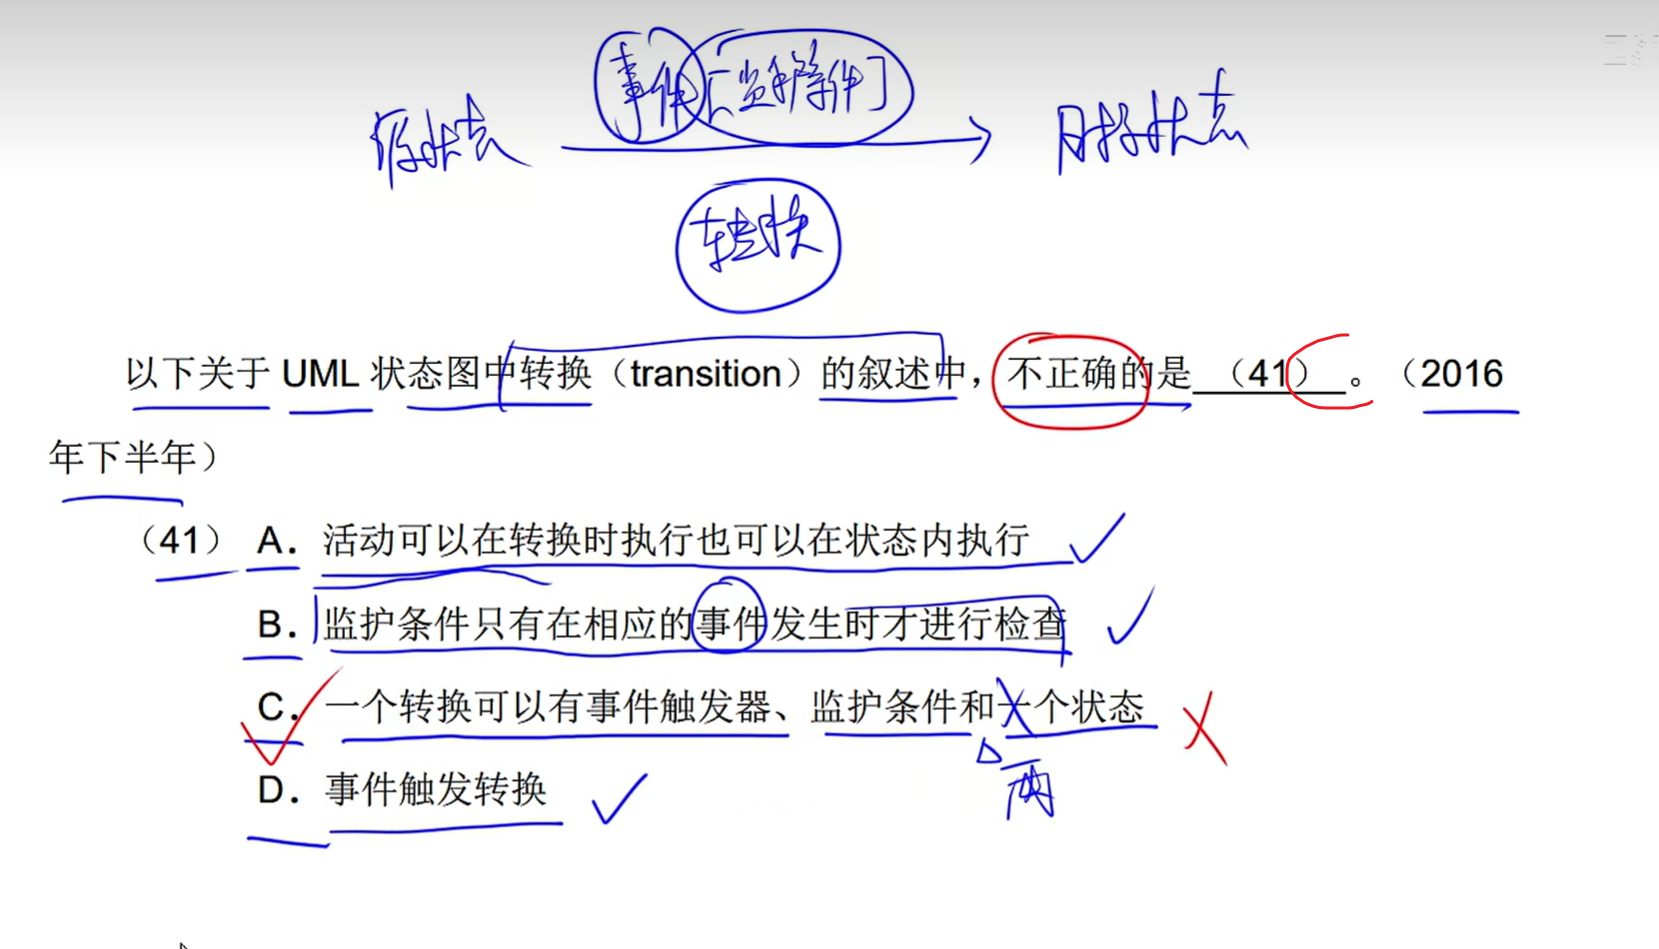 事件[监护条件]
源状态 目标状态
转换
以下关于 UML 状态图中转换（transition）的叙述中，不正确的是 （41） 。（2016
年下半年）
（41） A. 活动可以在转换时执行也可以在状态内执行
B. 监护条件只有在相应的事件发生时才进行检查
C. 一个转换可以有事件触发器、监护条件和一个状态
两
D. 事件触发转换